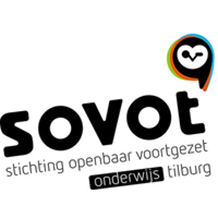 sovot
stichting openbaar voortgezet
onderwijs tilburg